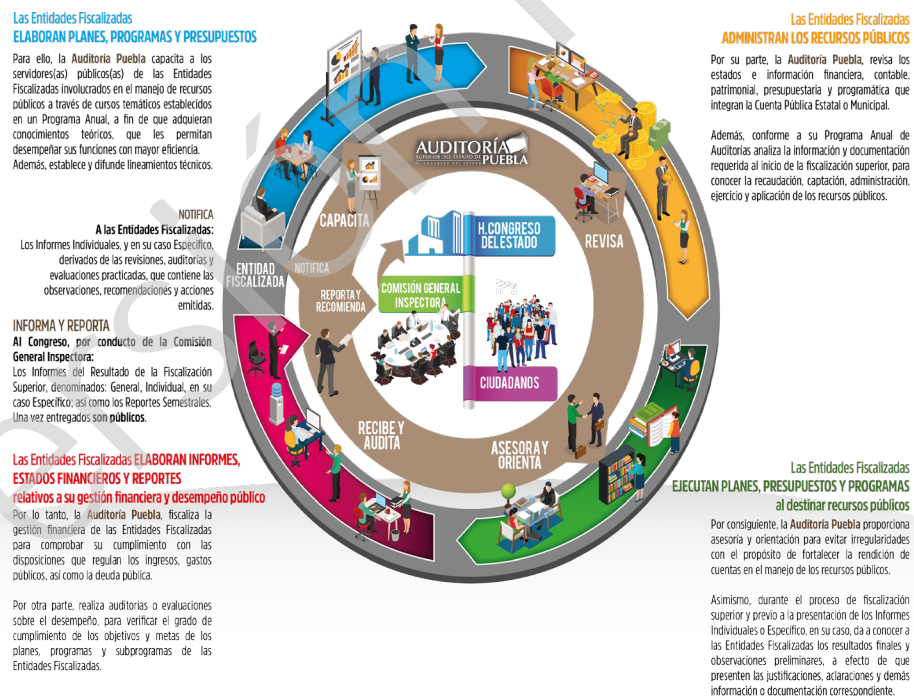 Las Entidades Fiscalizadas
ELABORAN PLANES, PROGRAMAS Y PRESUPUESTOS
Para ello, la Auditoría Puebla capacita a los
servidores(as) públicos(as) de las Entidades
Fiscalizadas involucrados en el manejo de recursos
públicos a través de cursos temáticos establecidos
en un Programa Anual, a fin de que adquieran
conocimientos teóricos, que les permitan
desempeñar sus funciones con mayor eficiencia.
Además, establece y difunde lineamientos técnicos.
NOTIFICA
A las Entidades Fiscalizadas:
Los Informes Individuales, y en su caso Específico,
derivados de las revisiones, auditorías y
evaluaciones practicadas, que contiene las
observaciones, recomendaciones y acciones
emitidas.
INFORMA Y REPORTA
Al Congreso, por conducto de la Comisión
General Inspectora:
Los Informes del Resultado de la Fiscalización
Superior, denominados: General, Individual, en su
caso Específico; así como los Reportes Semestrales.
Una vez entregados son públicos.
Las Entidades Fiscalizadas ELABORAN INFORMES,
ESTADOS FINANCIEROS Y REPORTES
relativos a su gestión financiera y desempeño público
Por lo tanto, la Auditoría Puebla, fiscaliza la
gestión financiera de las Entidades Fiscalizadas
para comprobar su cumplimiento con las
disposiciones que regulan los ingresos, gastos
públicos, así como la deuda pública.
Por otra parte, realiza auditorías o evaluaciones
sobre el desempeño, para verificar el grado de
cumplimiento de los objetivos y metas de los
planes, programas y subprogramas de las
Entidades Fiscalizadas.
AUDITORÍA
SUPERIOR DEL ESTADO DE
PUEBLA
CAPACITA
REVISA
H. CONGRESO
DEL ESTADO
ENTIDAD
FISCALIZADA
NOTIFICA
REPORTA Y
RECOMIENDA
COMISIÓN GENERAL
INSPECTORA
CIUDADANOS
RECIBE Y
AUDITA
ASESORA Y
ORIENTA
Las Entidades Fiscalizadas
ADMINISTRAN LOS RECURSOS PÚBLICOS
Por su parte, la Auditoría Puebla, revisa los
estados e información financiera, contable,
patrimonial, presupuestaria y programática que
integran la Cuenta Pública Estatal o Municipal.
Además, conforme a su Programa Anual de
Auditorías analiza la información y documentación
requerida al inicio de la fiscalización superior, para
conocer la recaudación, captación, administración,
ejercicio y aplicación de los recursos públicos.
Las Entidades Fiscalizadas
EJECUTAN PLANES, PRESUPUESTOS Y PROGRAMAS
al destinar recursos públicos
Por consiguiente, la Auditoría Puebla proporciona
asesoría y orientación para evitar irregularidades
con el propósito de fortalecer la rendición de
cuentas en el manejo de los recursos públicos.
Asimismo, durante el proceso de fiscalización
superior y previo a la presentación de los Informes
Individuales o Específico, en su caso, da a conocer a
las Entidades Fiscalizadas los resultados finales y
observaciones preliminares, a efecto de que
presenten las justificaciones, aclaraciones y demás
información o documentación correspondiente.